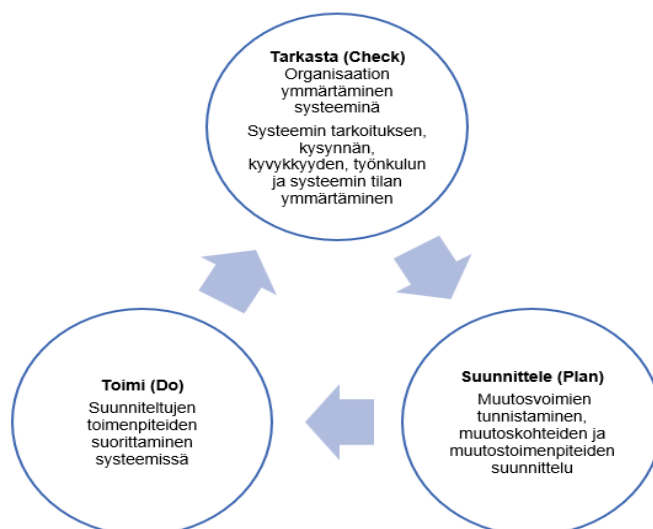 Tarkasta (Check)
Organisaation
ymmärtäminen
systeeminä
Systeemin tarkoituksen,
kysynnän,
kyvykkyyden, työnkulun
ja systeemin tilan
ymmärtäminen
Suunnittele (Plan)
Muutosvoimien
tunnistaminen,
muutoskohteiden ja
muutostoimenpiteiden
suunnittelu
Toimi (Do)
Suunniteltujen
toimenpiteiden
suorittaminen
systeemissä